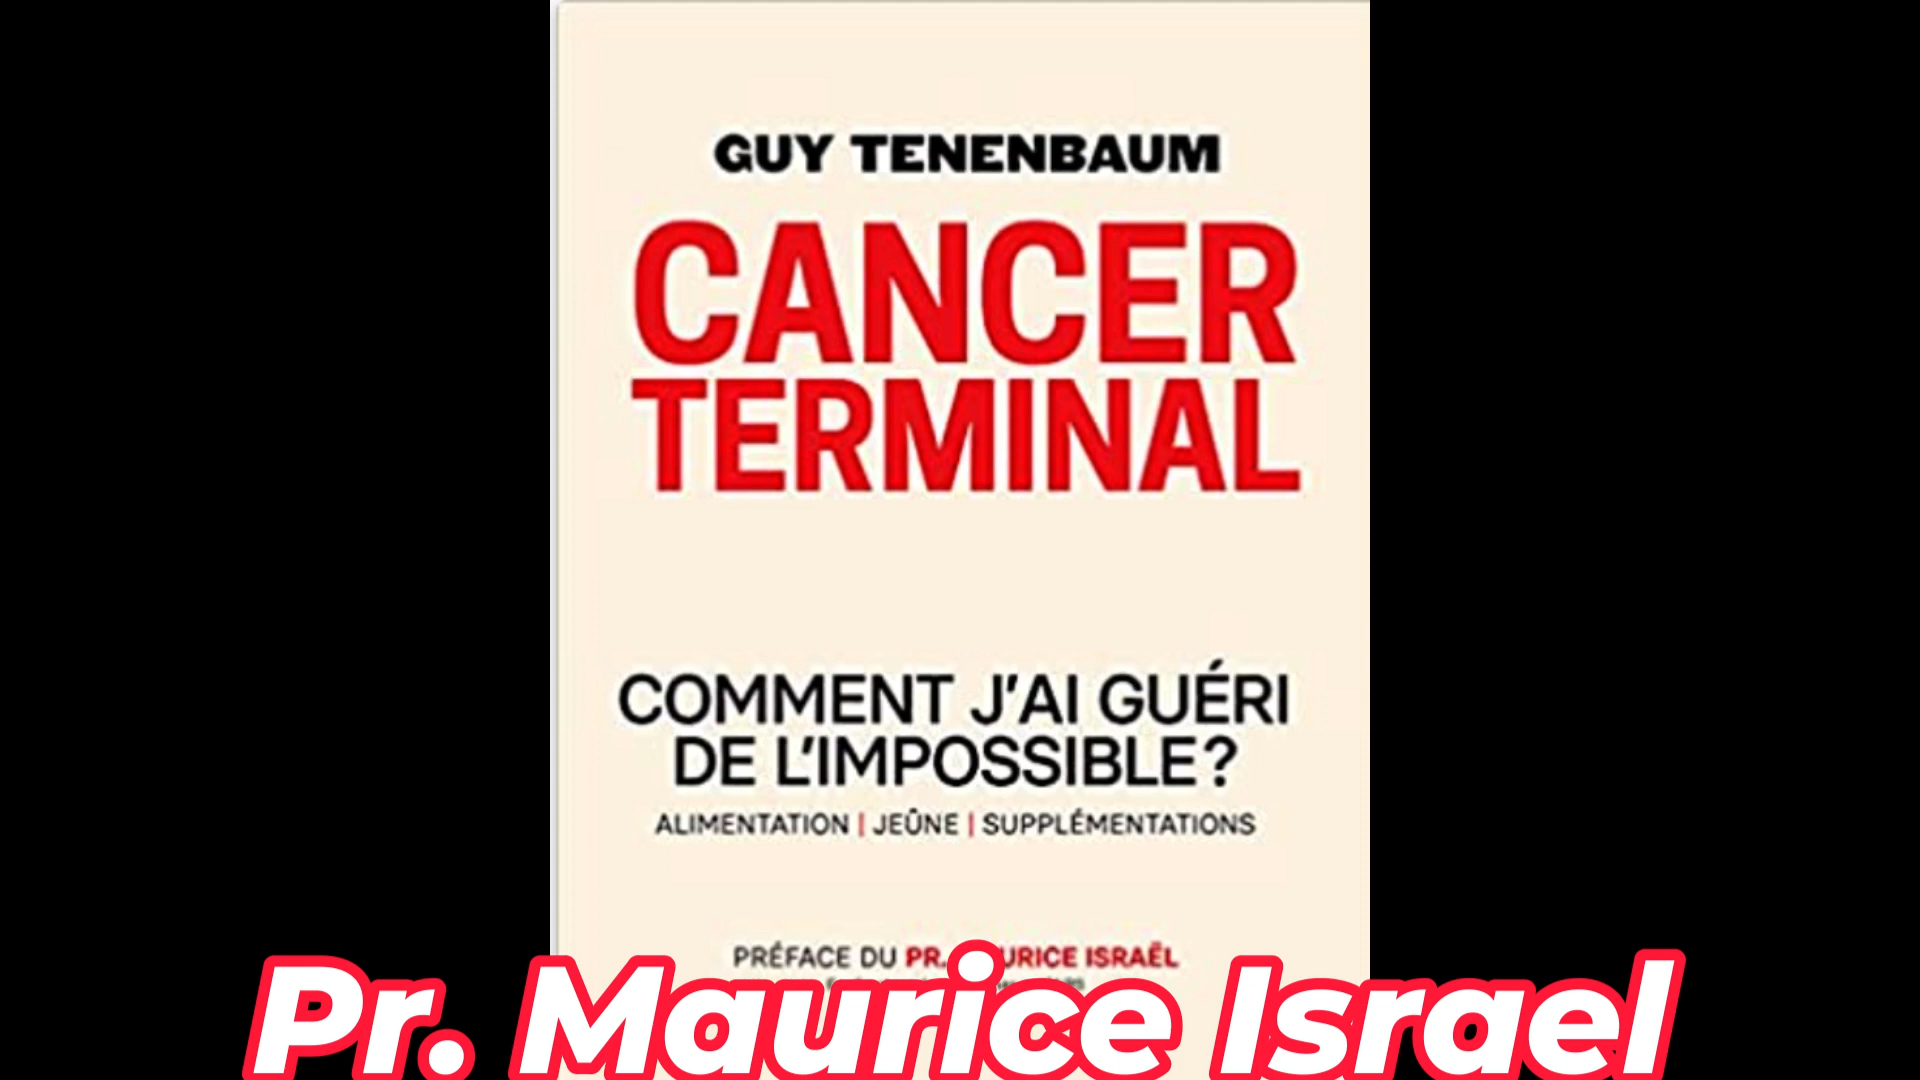 GUY TENENBAUM
CANCER
TERMINAL
COMMENT J'AI GUÉRI
DE L'IMPOSSIBLE?
ALIMENTATION | JEÛNE | SUPPLÉMENTATIONS
PRÉFACE DU PR. ISRAËL
Pr. Maurice Israel